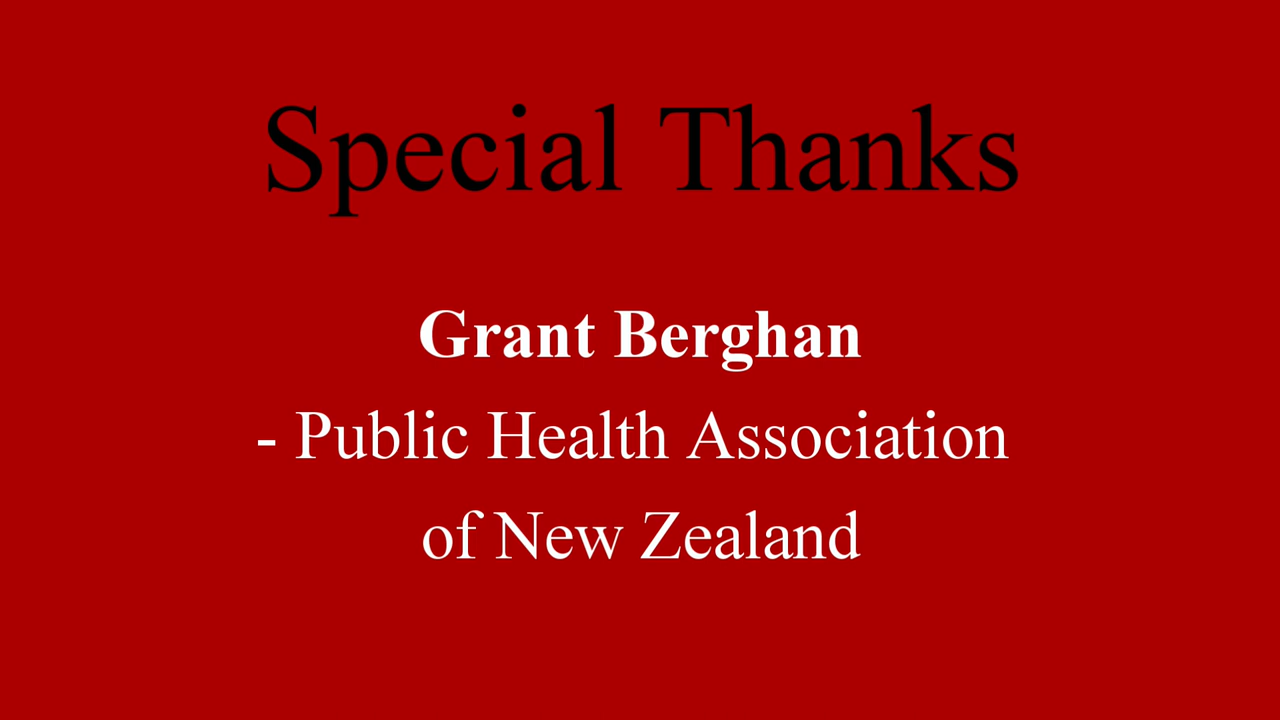 Special Thanks
Grant Berghan
- Public Health Association
of New Zealand